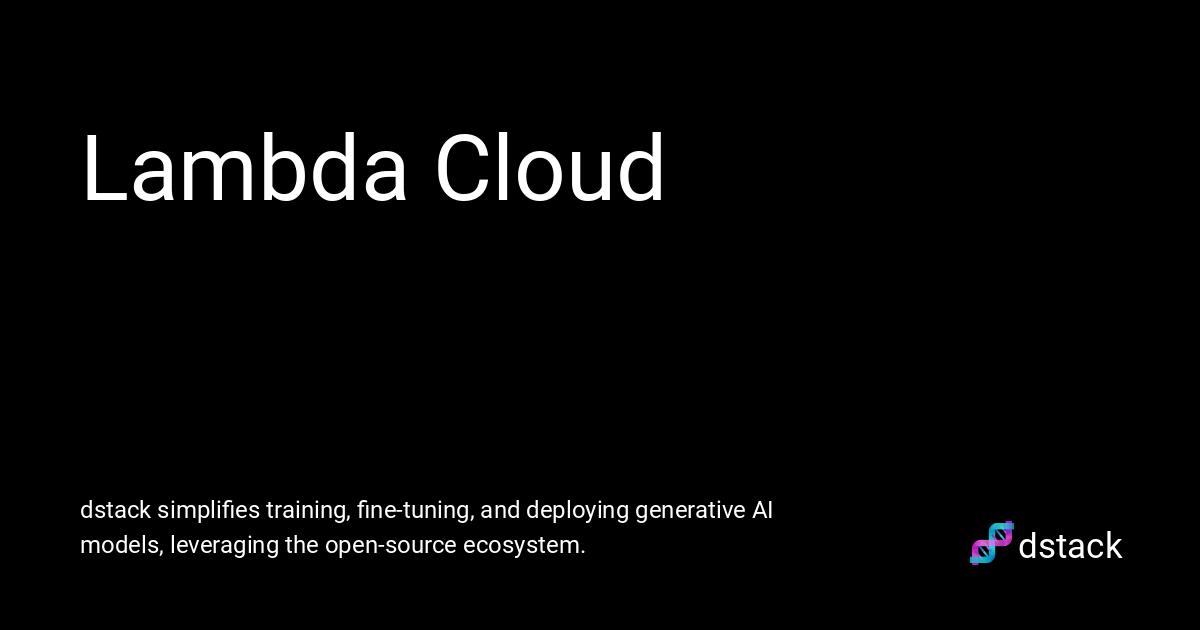 Lambda Cloud
dstack simplifies training, fine-tuning, and deploying generative AI
models, leveraging the open-source ecosystem.
dstack